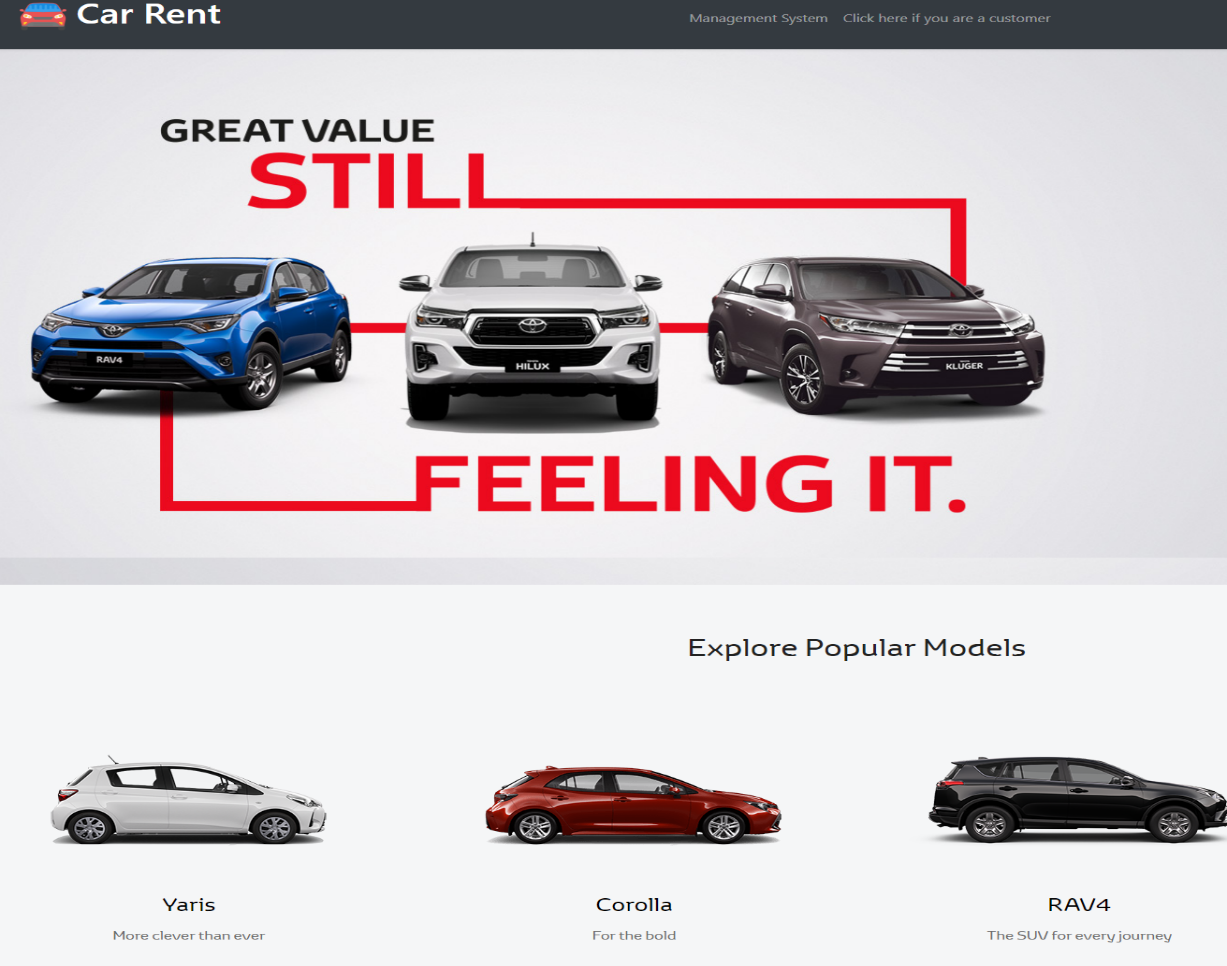 Car Rent
Management System
Click here if you are a customer
GREAT VALUE
STILL
RAV4
HILUX
KLUGER
FEELING IT.
Explore Popular Models
Yaris
Corolla
RAV4
More clever than ever
For the bold
The SUV for every journey